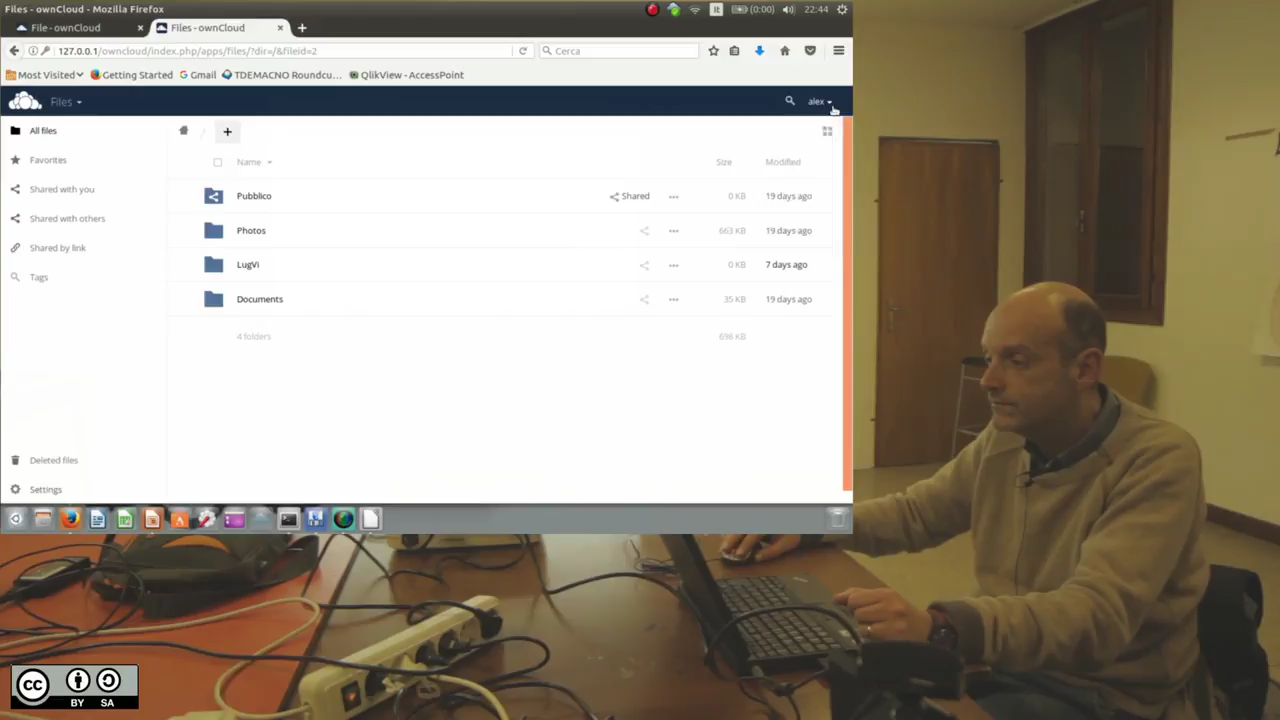 Files - ownCloud - Mozilla Firefox
It (0:00) 22:44
File - ownCloud × Files - ownCloud ×
127.0.0.1/owncloud/index.php/apps/files/?dir=/&fileid=2 Cerca
Most Visited Getting Started Gmail TDEMACNO Roundcu... QlikView - AccessPoint
Files alex
All files
Favorites
Shared with you
Shared with others
Shared by link
Tags
Deleted files
Settings
+
Name Size Modified
Pubblico Shared ... 0 KB 19 days ago
Photos ... 663 KB 19 days ago
LugVi ... 0 KB 7 days ago
Documents ... 35 KB 19 days ago
4 folders 698 KB
cc BY SA